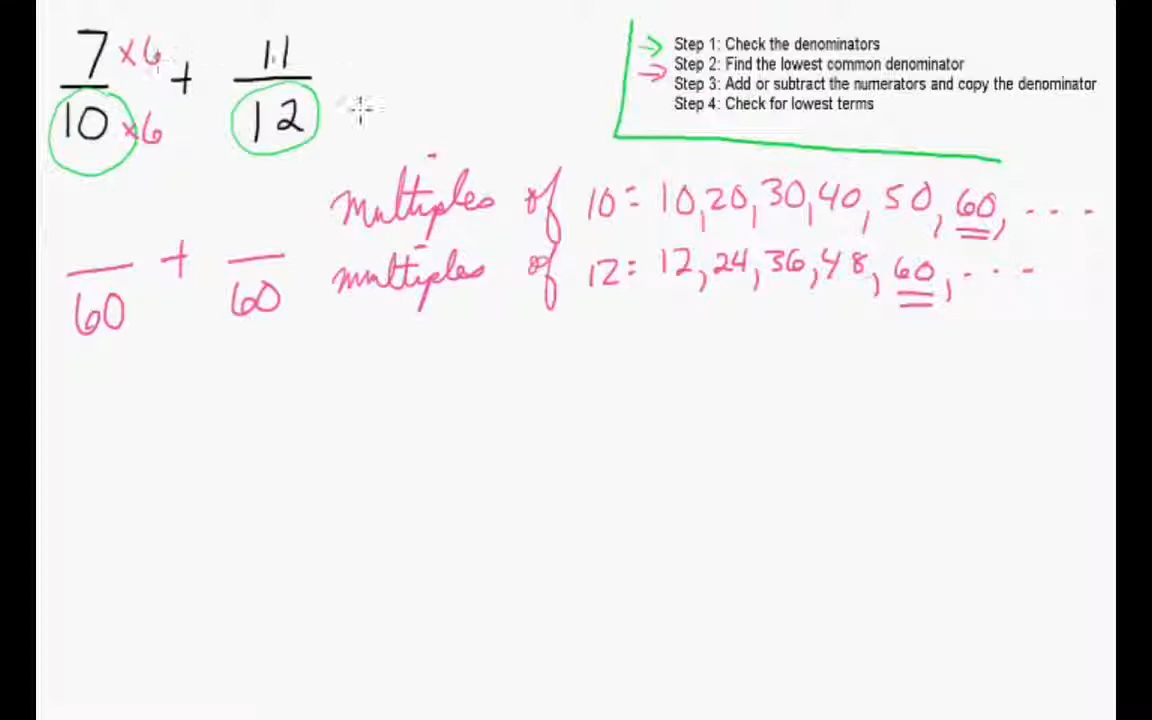 7 ×6 + 11
10 ×6 12
Step 1: Check the denominators
Step 2: Find the lowest common denominator
Step 3: Add or subtract the numerators and copy the denominator
Step 4: Check for lowest terms
multiples of 10: 10, 20, 30, 40, 50, 60, ....
multiples of 12: 12, 24, 36, 48, 60, ...
+
60 60